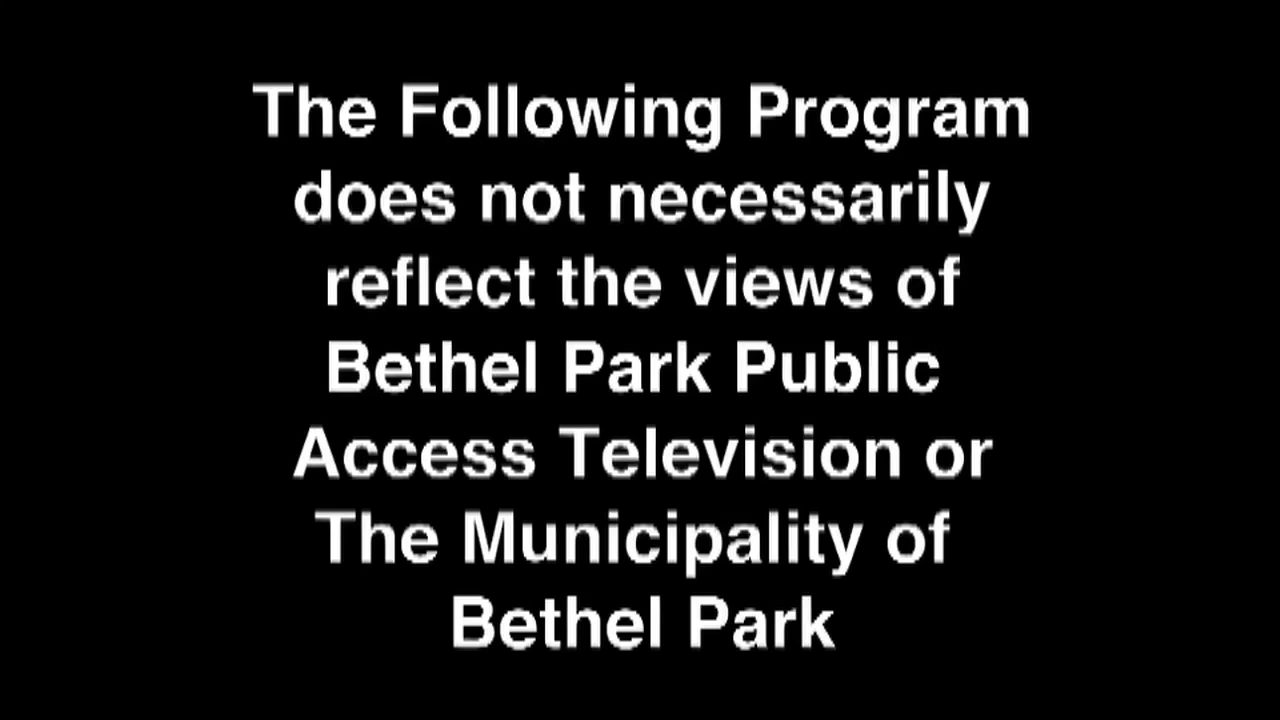 The Following Program
does not necessarily
reflect the views of
Bethel Park Public
Access Television or
The Municipality of
Bethel Park